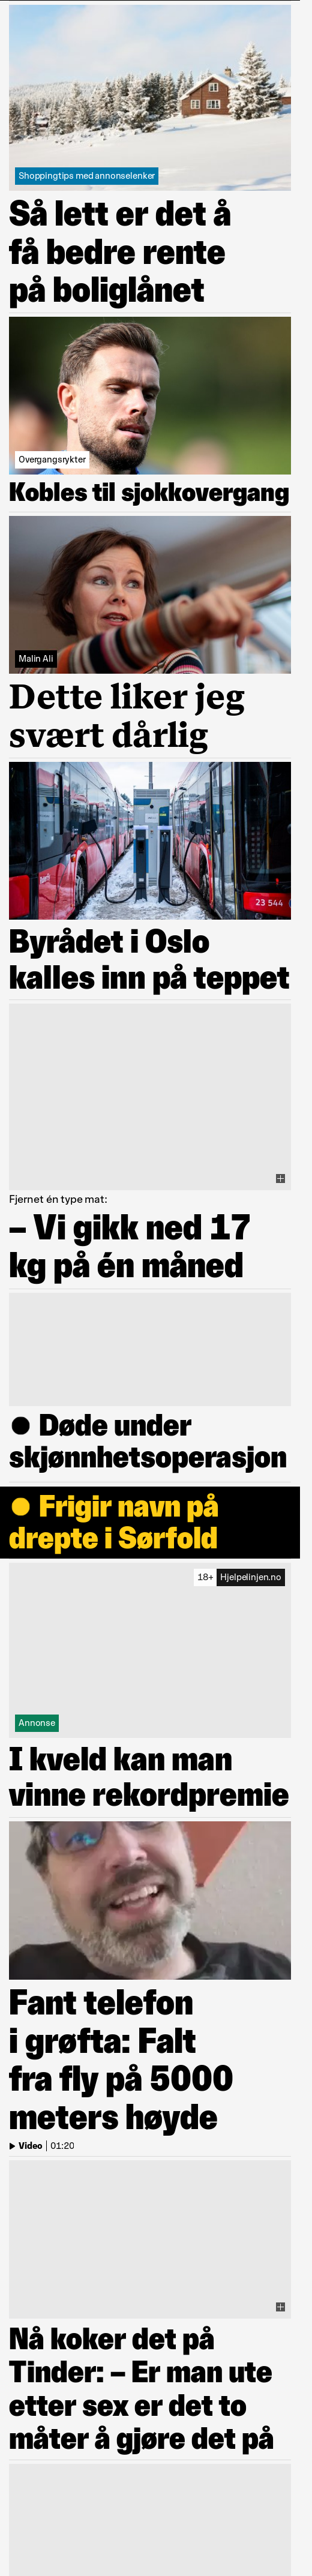 Shoppingtips med annonselenker
Så lett er det å
få bedre rente
på boliglånet
Overgangsrykter
Kobles til sjokkovergang
Malin Ali
Dette liker jeg
svært dårlig
23 544
Byrådet i Oslo
kalles inn på teppet
Fjernet én type mat:
– Vi gikk ned 17
kg på én måned
● Døde under
skjønnhetsoperasjon
● Frigir navn på
drepte i Sørfold
18+ Hjelpelinjen.no
Annonse
I kveld kan man
vinne rekordpremie
Fant telefon
i grøfta: Falt
fra fly på 5000
meters høyde
Video | 01:20
Nå koker det på
Tinder: – Er man ute
etter sex er det to
måter å gjøre det på